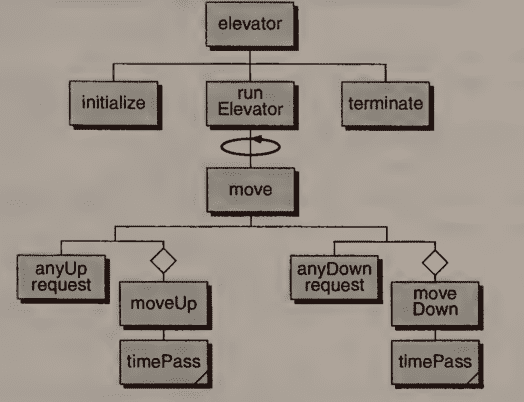 elevator
initialize
run
Elevator
terminate
move
anyUp
request
moveUp
timePass
anyDown
request
move
Down
timePass